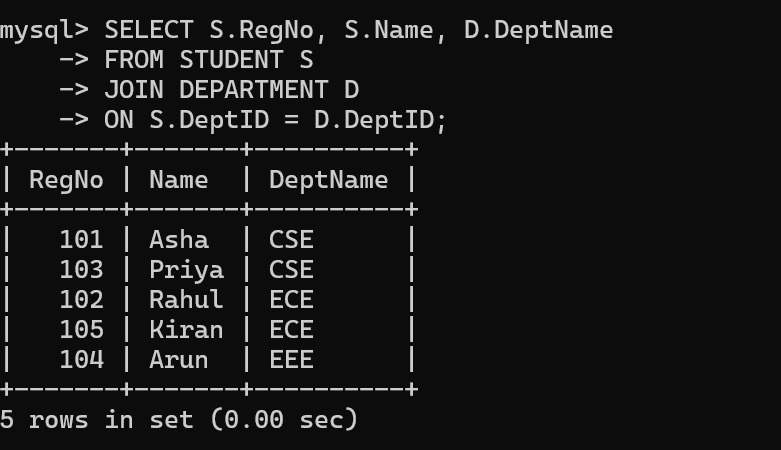 mysql> SELECT S.RegNo, S.Name, D.DeptName
    -> FROM STUDENT S
    -> JOIN DEPARTMENT D
    -> ON S.DeptID = D.DeptID;
+-------+-------+----------+
| RegNo | Name  | DeptName |
+-------+-------+----------+
|   101 | Asha  | CSE      |
|   103 | Priya | CSE      |
|   102 | Rahul | ECE      |
|   105 | Kiran | ECE      |
|   104 | Arun  | EEE      |
+-------+-------+----------+
5 rows in set (0.00 sec)